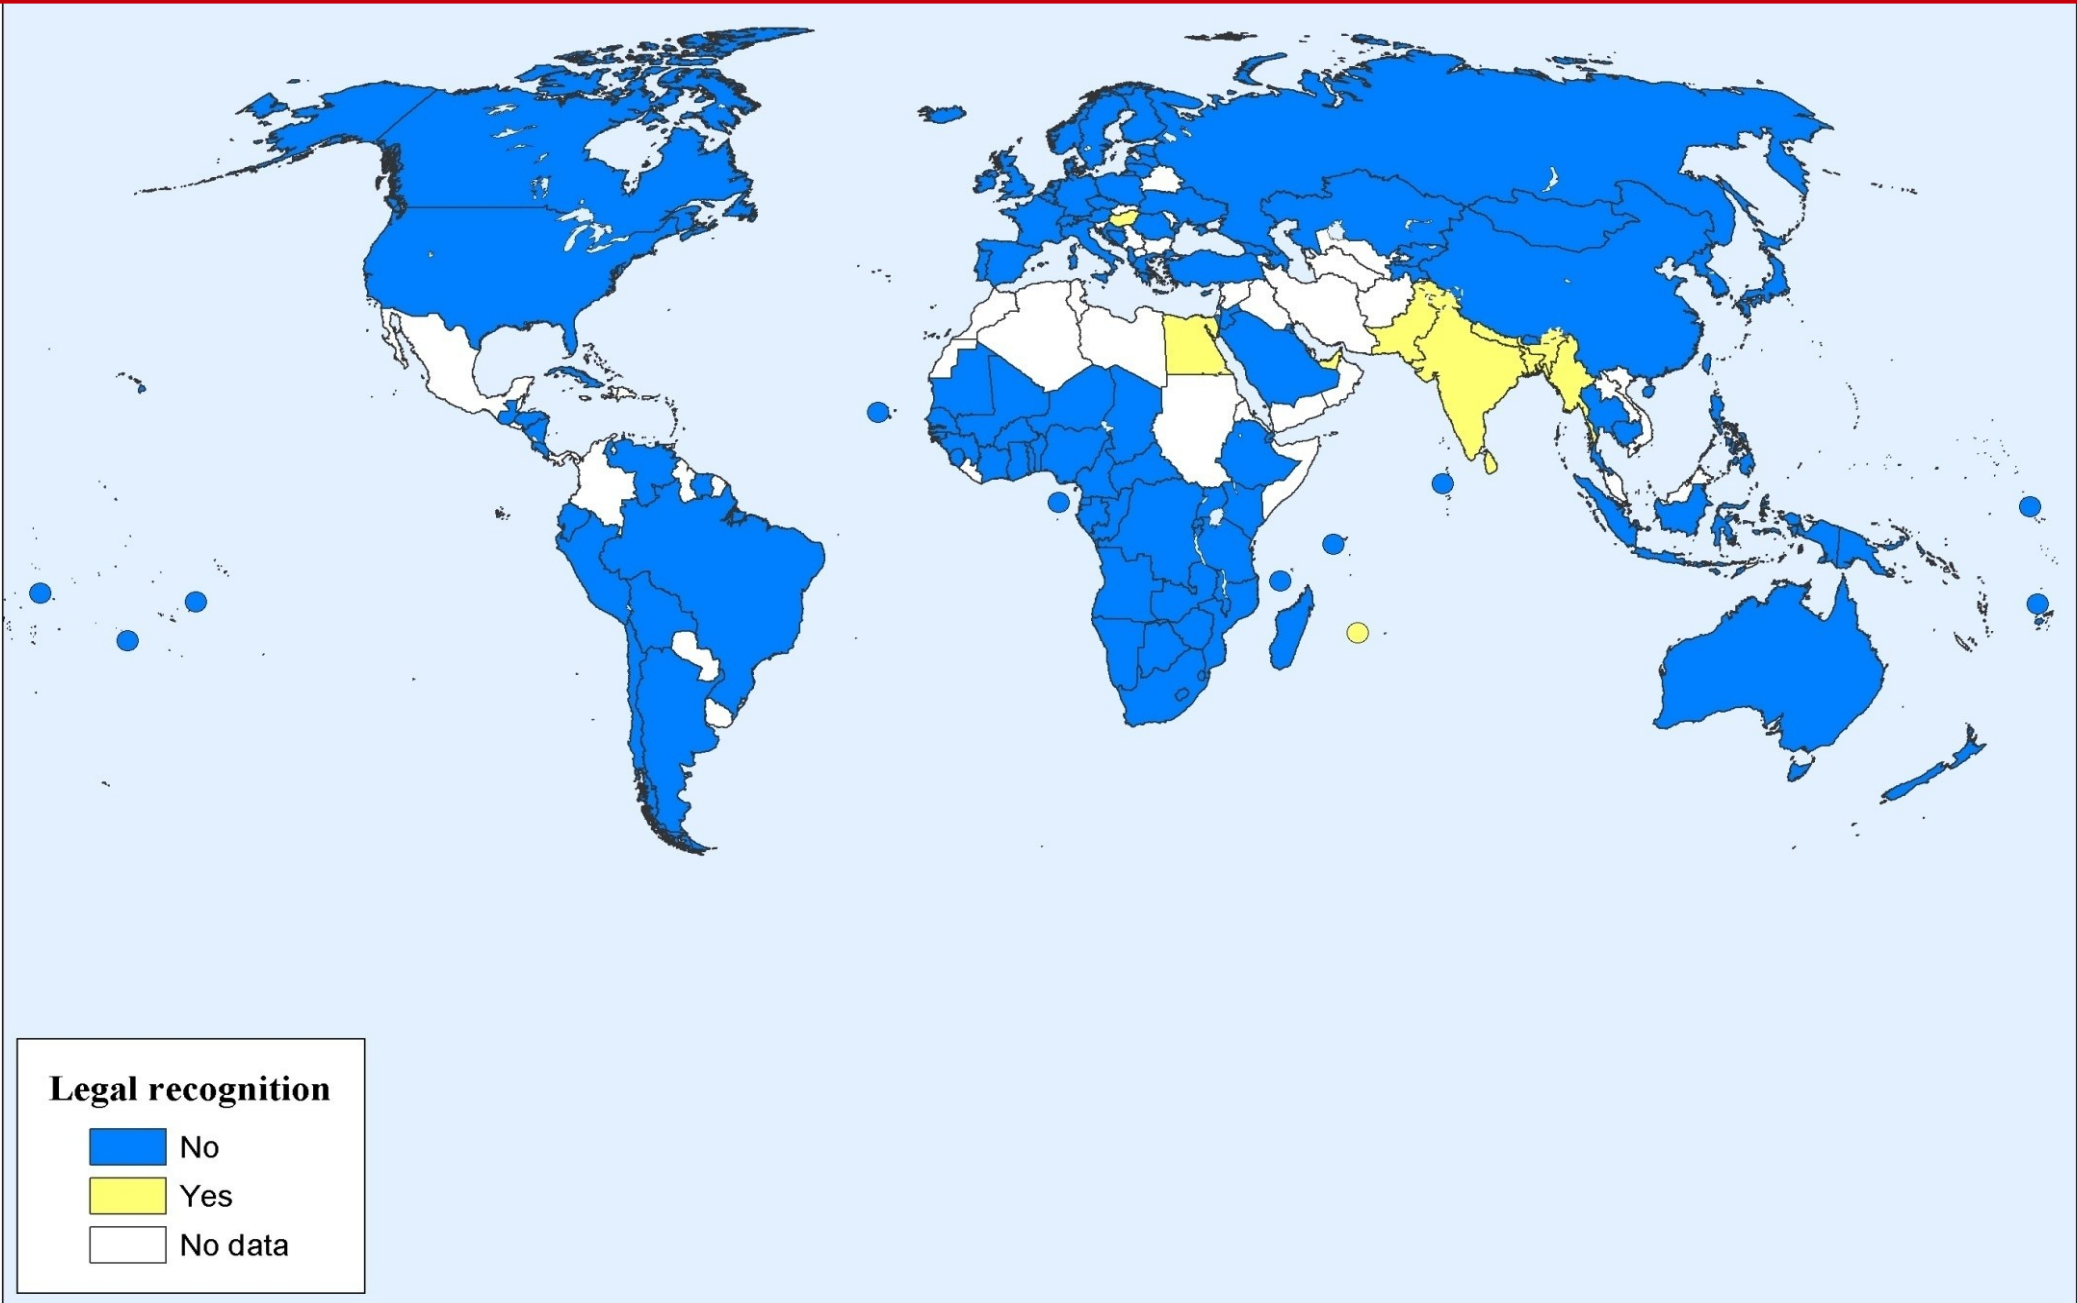 Legal recognition
No
Yes
No data